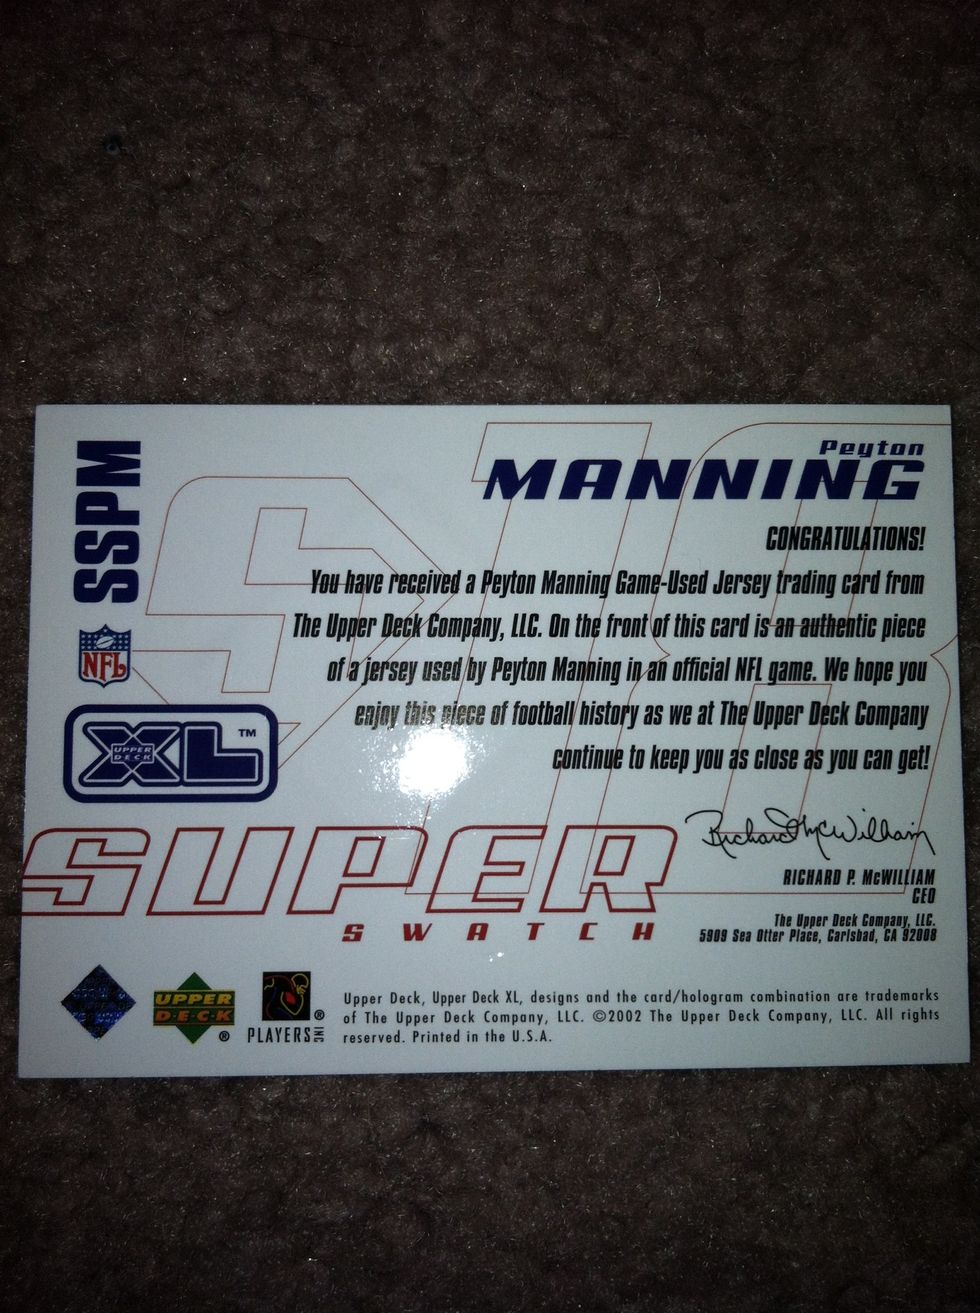 SSPM
NFL
UPPER DECK XL™
Peyton
MANNING
CONGRATULATIONS!
You have received a Peyton Manning Game-Used Jersey trading card from
The Upper Deck Company, LLC. On the front of this card is an authentic piece
of a jersey used by Peyton Manning in an official NFL game. We hope you
enjoy this piece of football history as we at The Upper Deck Company
continue to keep you as close as you can get!
Richard P. McWilliam
RICHARD P. McWILLIAM
CEO
The Upper Deck Company, LLC.
5909 Sea Otter Place, Carlsbad, CA 92008
SUPER
SWATCH
UPPER
DECK®
PLAYERS INC®
Upper Deck, Upper Deck XL, designs and the card/hologram combination are trademarks
of The Upper Deck Company, LLC. ©2002 The Upper Deck Company, LLC. All rights
reserved. Printed in the U.S.A.